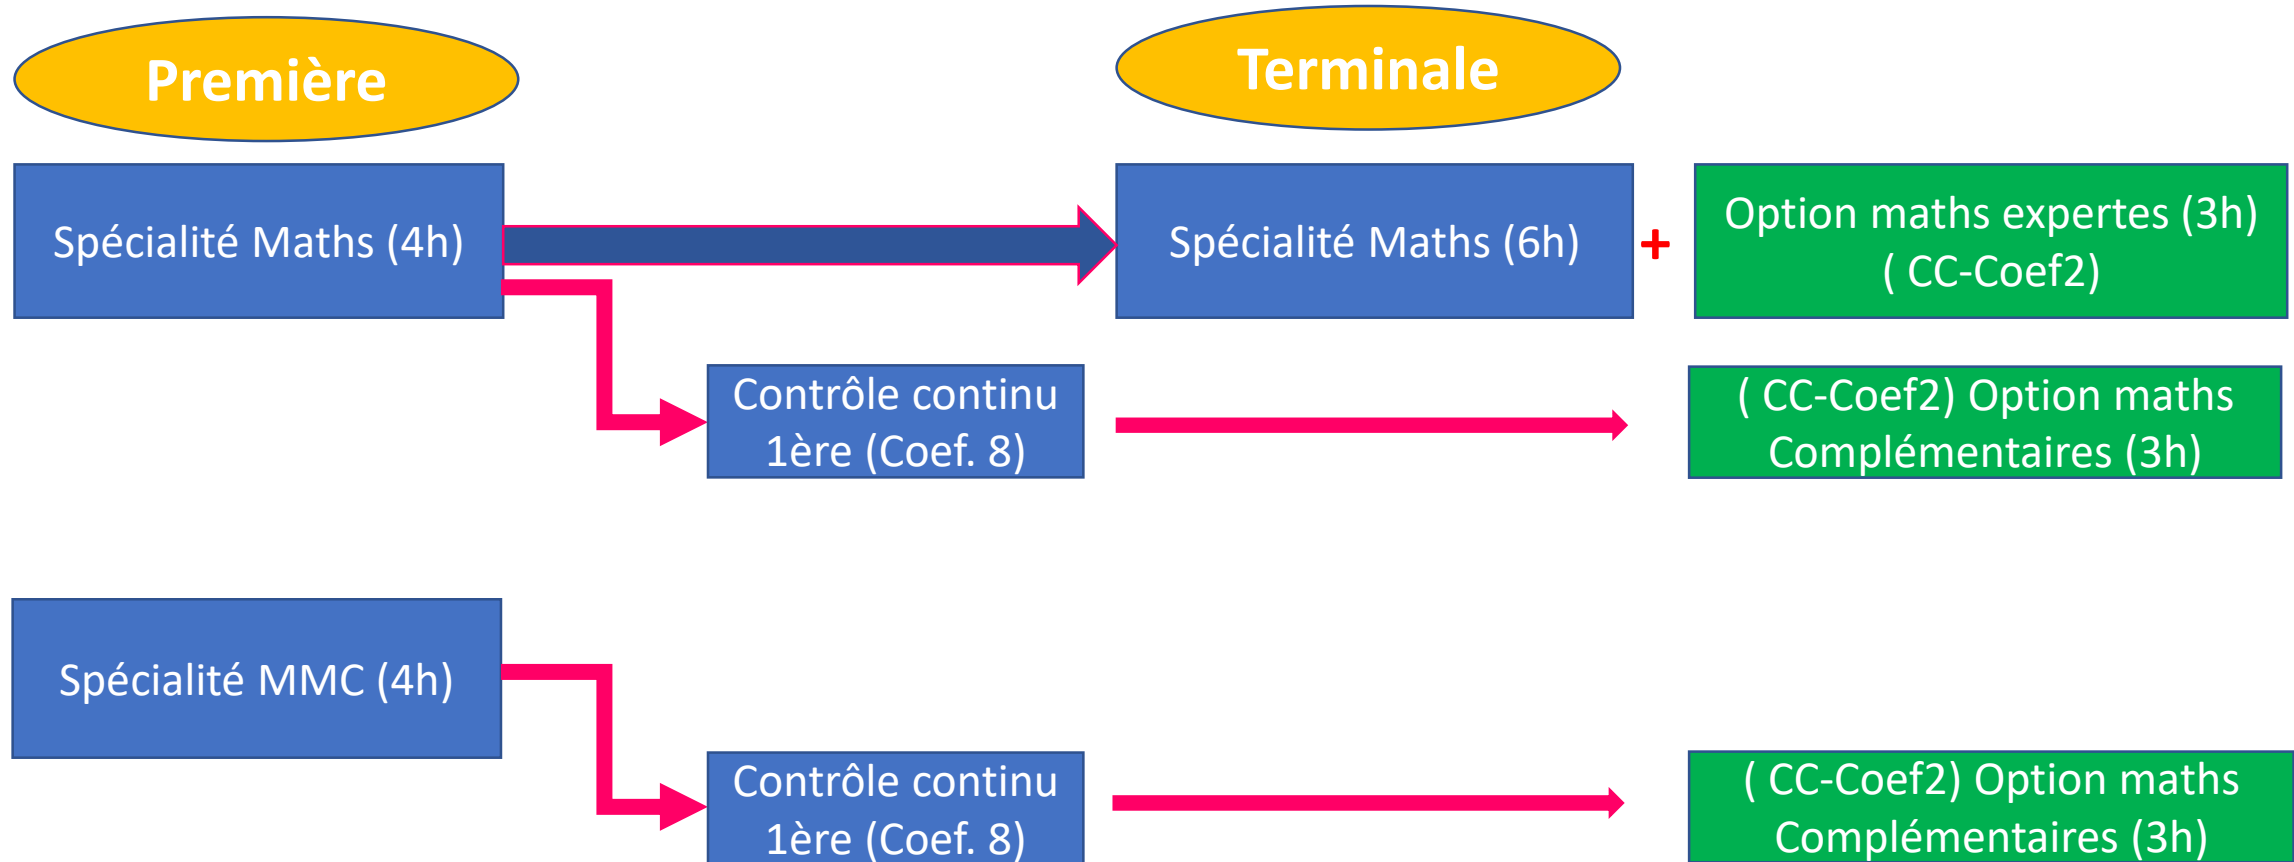 Première
Terminale
Spécialité Maths (4h)
Spécialité Maths (6h)
+
Option maths expertes (3h)
( CC-Coef2)
Contrôle continu
1ère (Coef. 8)
( CC-Coef2) Option maths
Complémentaires (3h)
Spécialité MMC (4h)
Contrôle continu
1ère (Coef. 8)
( CC-Coef2) Option maths
Complémentaires (3h)